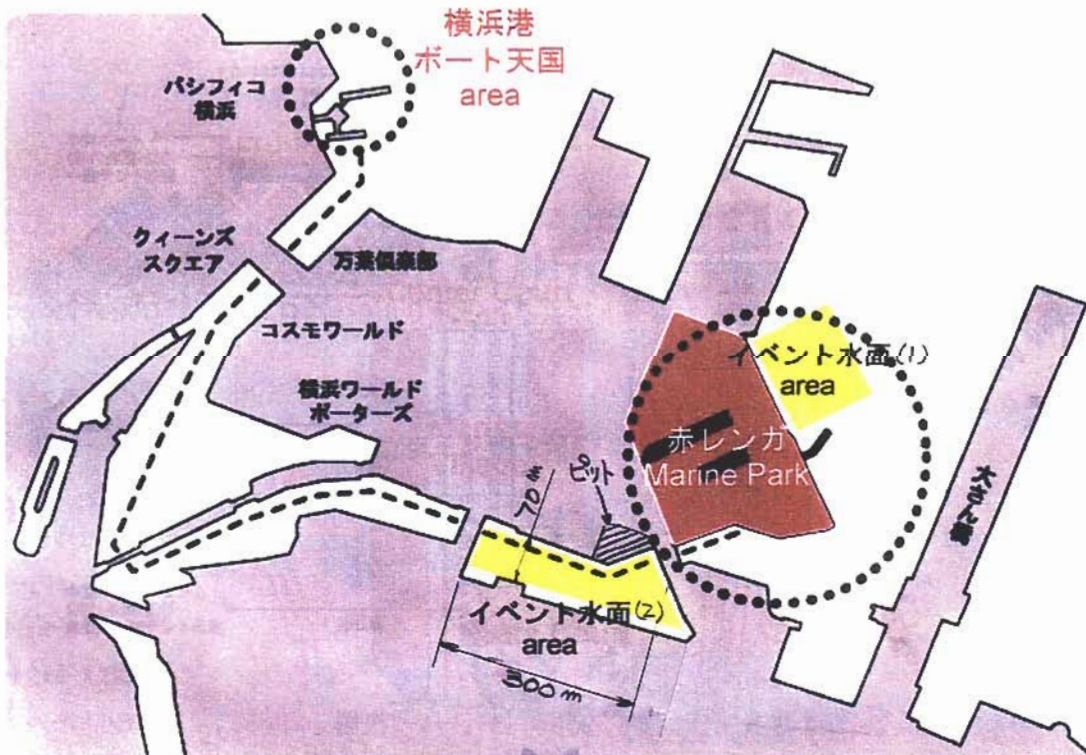 横浜港
ボート天国
area
パシフィコ
横浜
クィーンズ
スクエア
万葉倶楽部
コスモワールド
横浜ワールド
ポーターズ
イベント水面(1)
area
赤レンガ
Marine Park
ピット
70m
大さん橋
イベント水面(2)
area
300m